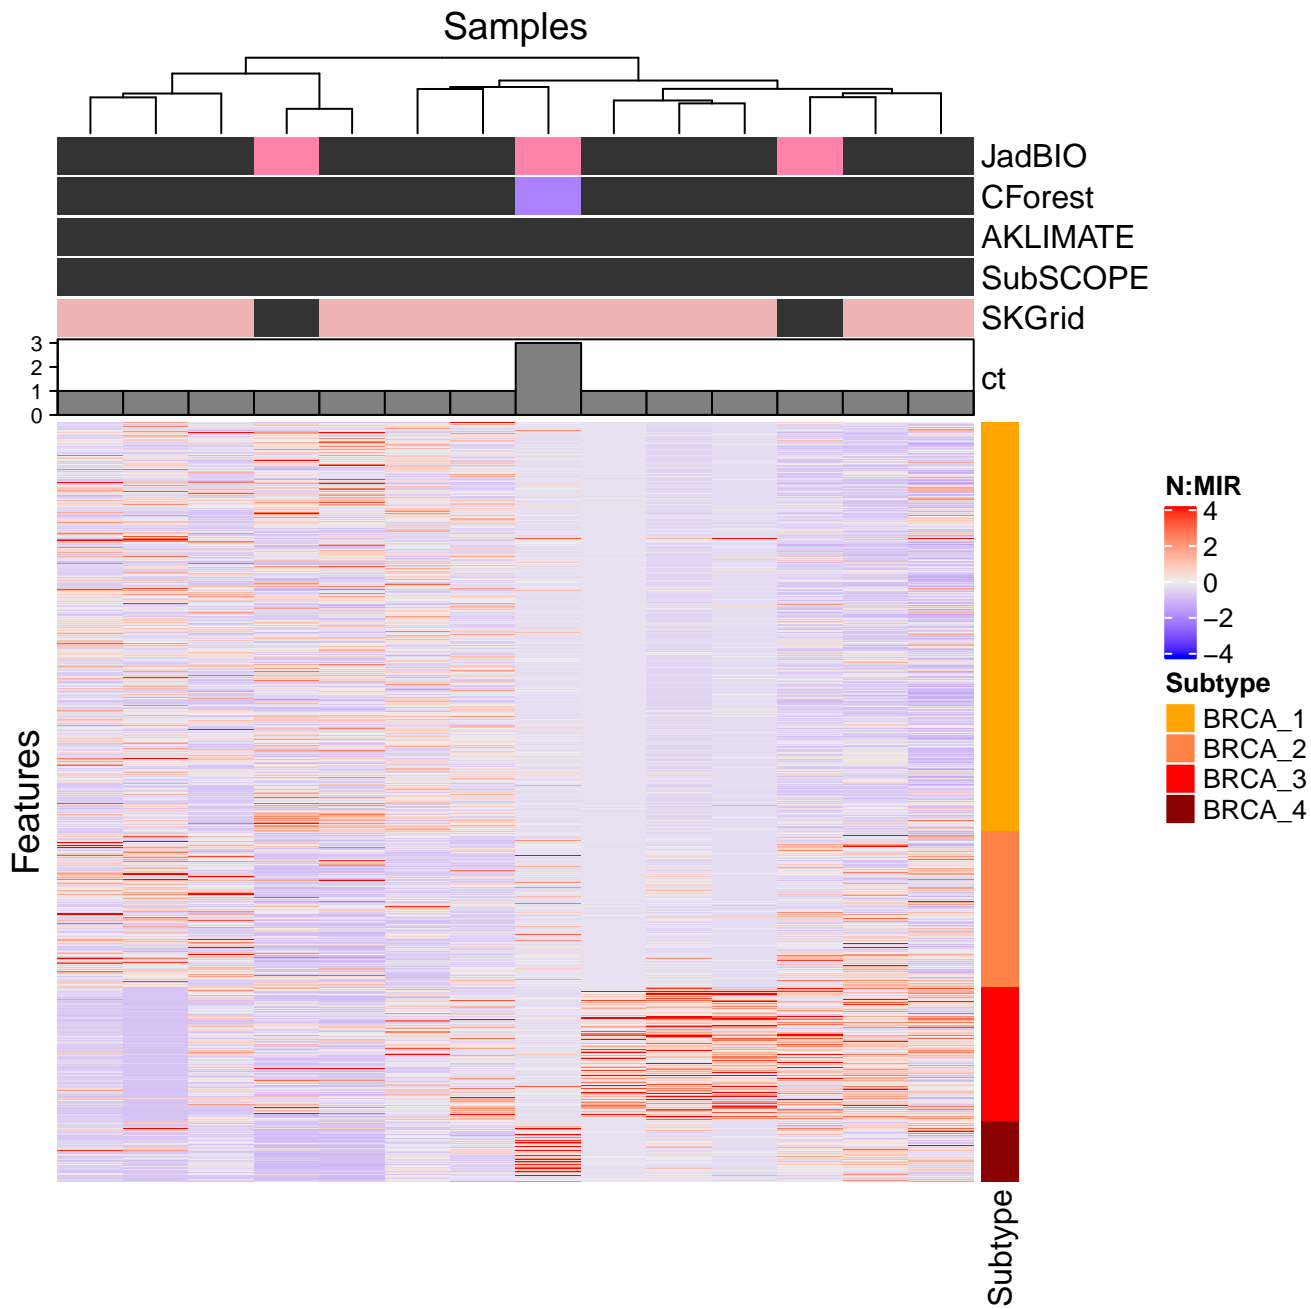 Samples
JadBIO
CForest
AKLIMATE
SubSCOPE
SKGrid
3
2
1
0
ct
Features
Subtype
N:MIR
4
2
0
−2
−4
Subtype
BRCA_1
BRCA_2
BRCA_3
BRCA_4